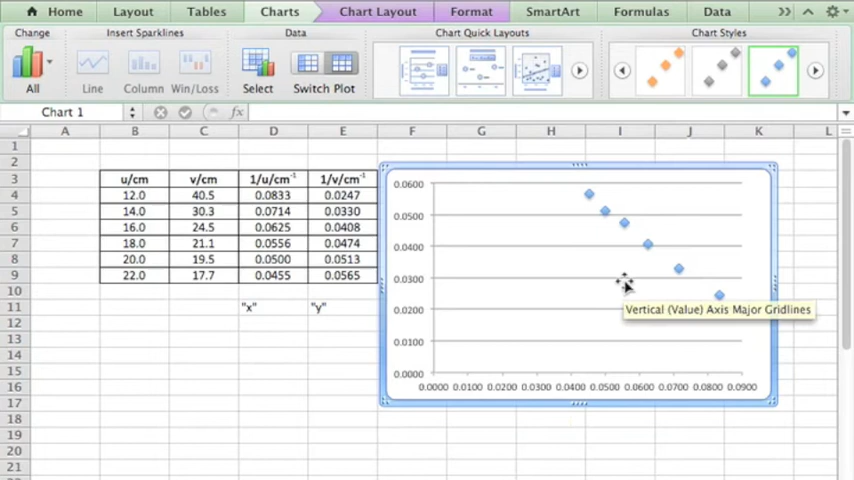 Home Layout Tables Charts Chart Layout Format SmartArt Formulas Data >>
Change Insert Sparklines Data Chart Quick Layouts Chart Styles
All Line Column Win/Loss Select Switch Plot
Chart 1 fx
A B C D E F G H I J K L
1
2
3 u/cm v/cm 1/u/cm⁻¹ 1/v/cm⁻¹
4 12.0 40.5 0.0833 0.0247
5 14.0 30.3 0.0714 0.0330
6 16.0 24.5 0.0625 0.0408
7 18.0 21.1 0.0556 0.0474
8 20.0 19.5 0.0500 0.0513
9 22.0 17.7 0.0455 0.0565
10
11 "x" "y"
12
13
14
15
16
17
18
19
20
21
0.0600
0.0500
0.0400
0.0300
0.0200
0.0100
0.0000
0.0000 0.0100 0.0200 0.0300 0.0400 0.0500 0.0600 0.0700 0.0800 0.0900
Vertical (Value) Axis Major Gridlines